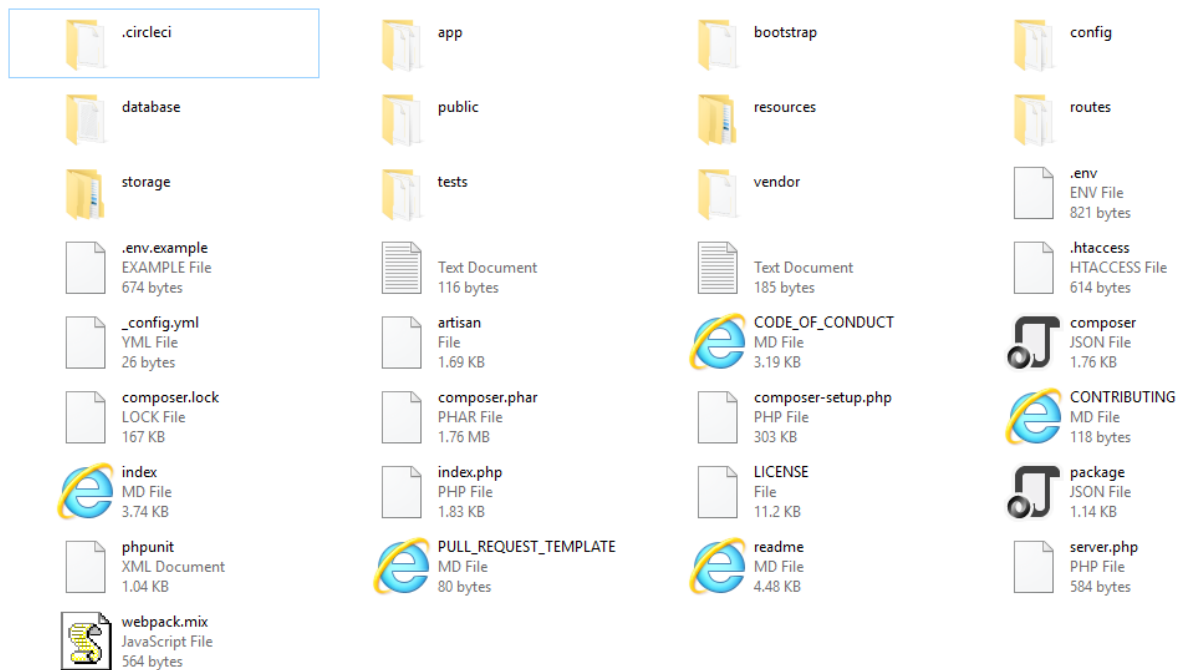 .circleci
app
bootstrap
config
database
public
resources
routes
storage
tests
vendor
.env
ENV File
821 bytes
.env.example
EXAMPLE File
674 bytes
Text Document
116 bytes
Text Document
185 bytes
.htaccess
HTACCESS File
614 bytes
_config.yml
YML File
26 bytes
artisan
File
1.69 KB
CODE_OF_CONDUCT
MD File
3.19 KB
composer
JSON File
1.76 KB
composer.lock
LOCK File
167 KB
composer.phar
PHAR File
1.76 MB
composer-setup.php
PHP File
303 KB
CONTRIBUTING
MD File
118 bytes
index
MD File
3.74 KB
index.php
PHP File
1.83 KB
LICENSE
File
11.2 KB
package
JSON File
1.14 KB
phpunit
XML Document
1.04 KB
PULL_REQUEST_TEMPLATE
MD File
80 bytes
readme
MD File
4.48 KB
server.php
PHP File
584 bytes
webpack.mix
JavaScript File
564 bytes